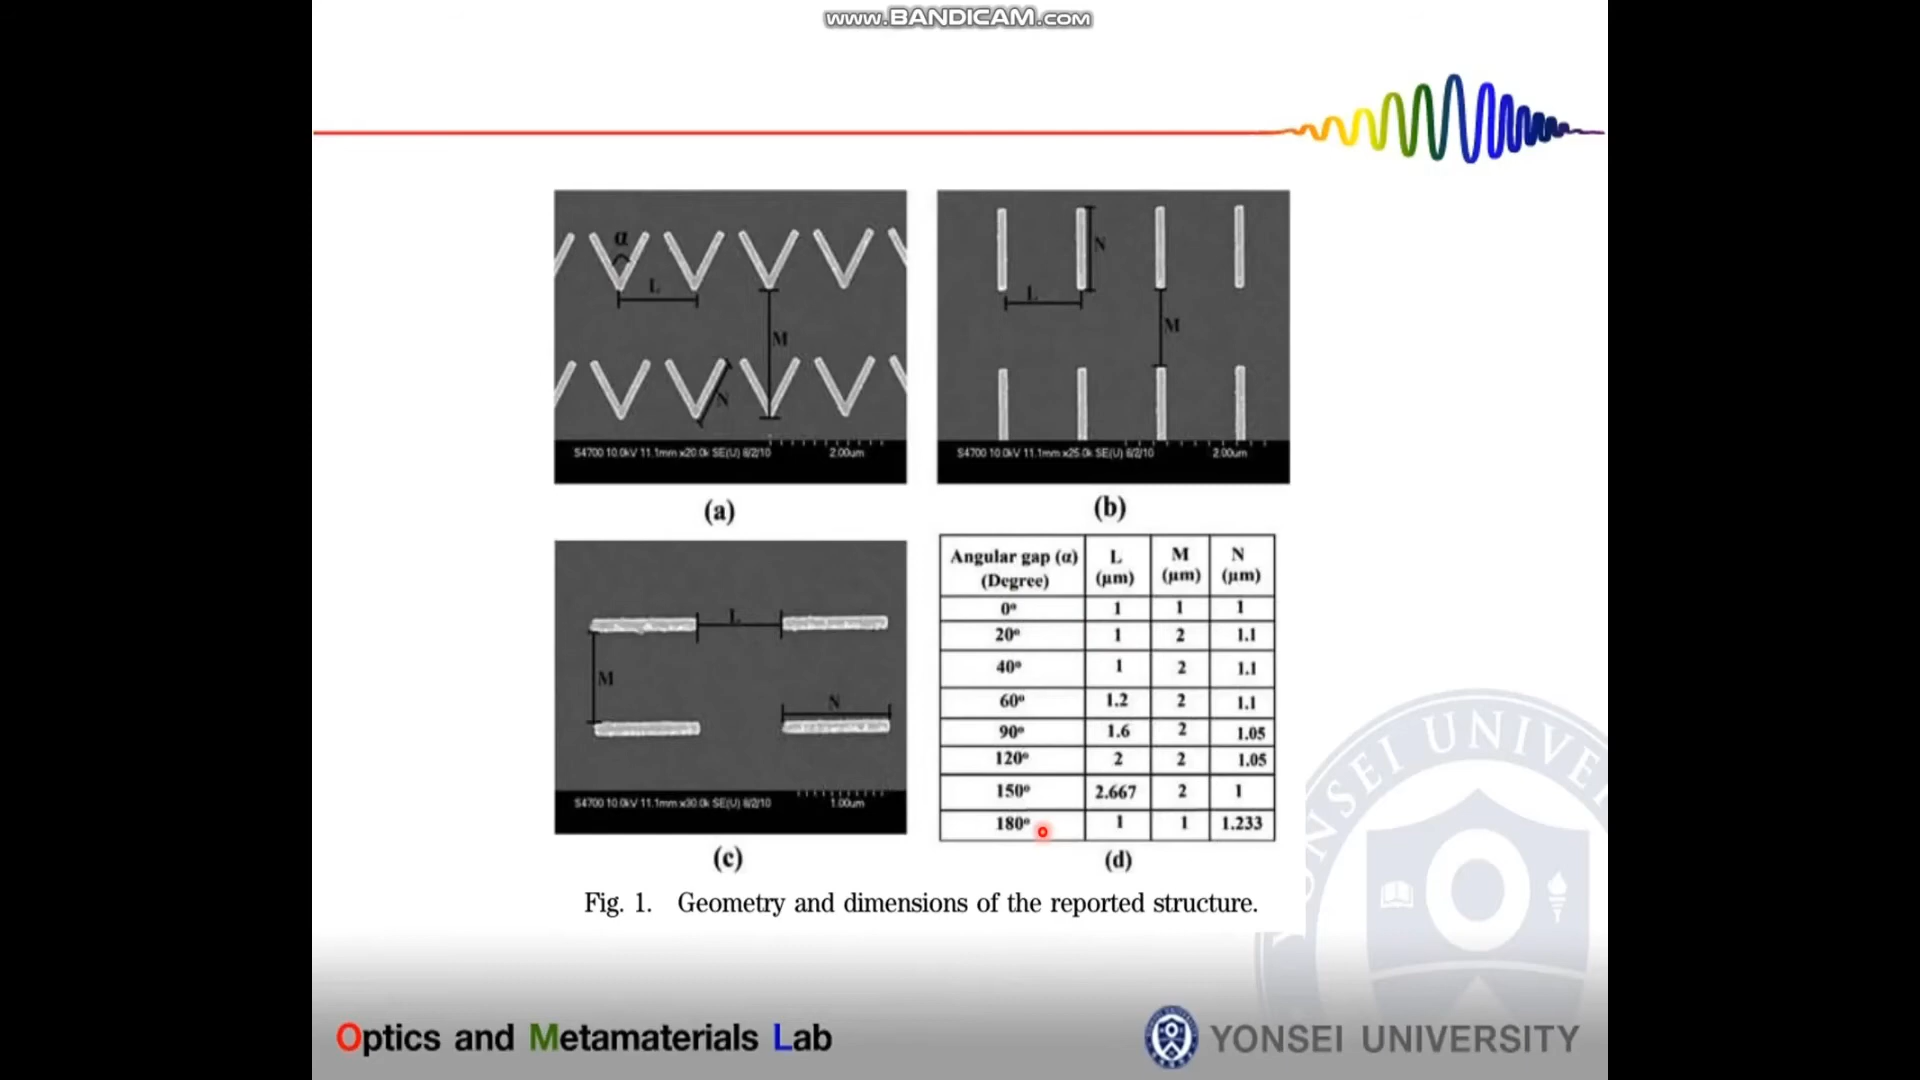 WWW.BANDICAM.COM
α
L
M
N
S4700 10.0kV 11.1mm x20.0k SE(U) 8/2/10 2.00um
(a)
N
L
M
S4700 10.0kV 11.1mm x25.0k SE(U) 8/2/10 2.00um
(b)
L
M
N
S4700 10.0kV 11.1mm x30.0k SE(U) 8/2/10 1.00um
(c)
Angular gap (α) (Degree) L (μm) M (μm) N (μm)
0° 1 1 1
20° 1 2 1.1
40° 1 2 1.1
60° 1.2 2 1.1
90° 1.6 2 1.05
120° 2 2 1.05
150° 2.667 2 1
180° 1 1 1.233
(d)
Fig. 1. Geometry and dimensions of the reported structure.
YONSEI UNIVE
Optics and Metamaterials Lab
YONSEI UNIVERSITY